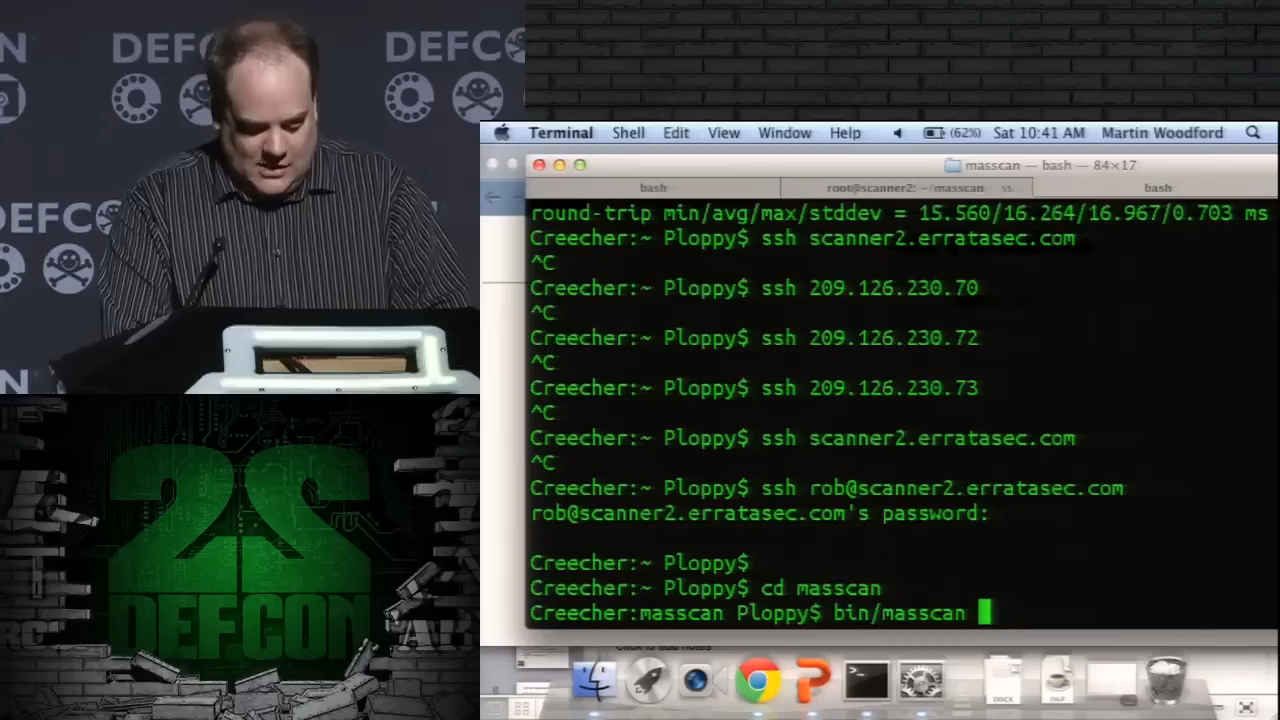 DEFCON
DEFC
DEFC
22
DEFCON
Terminal Shell Edit View Window Help (62%) Sat 10:41 AM Martin Woodford
masscan — bash — 84×17
bash
root@scanner2: ~/masscan ss...
bash
round-trip min/avg/max/stddev = 15.560/16.264/16.967/0.703 ms
Creecher:~ Ploppy$ ssh scanner2.erratasec.com
^C
Creecher:~ Ploppy$ ssh 209.126.230.70
^C
Creecher:~ Ploppy$ ssh 209.126.230.72
^C
Creecher:~ Ploppy$ ssh 209.126.230.73
^C
Creecher:~ Ploppy$ ssh scanner2.erratasec.com
^C
Creecher:~ Ploppy$ ssh rob@scanner2.erratasec.com
rob@scanner2.erratasec.com's password:
Creecher:~ Ploppy$
Creecher:~ Ploppy$ cd masscan
Creecher:masscan Ploppy$ bin/masscan